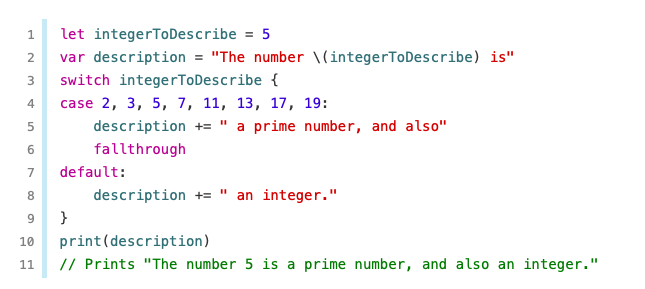 1 let integerToDescribe = 5
2 var description = "The number \(integerToDescribe) is"
3 switch integerToDescribe {
4 case 2, 3, 5, 7, 11, 13, 17, 19:
5     description += " a prime number, and also"
6     fallthrough
7 default:
8     description += " an integer."
9 }
10 print(description)
11 // Prints "The number 5 is a prime number, and also an integer."